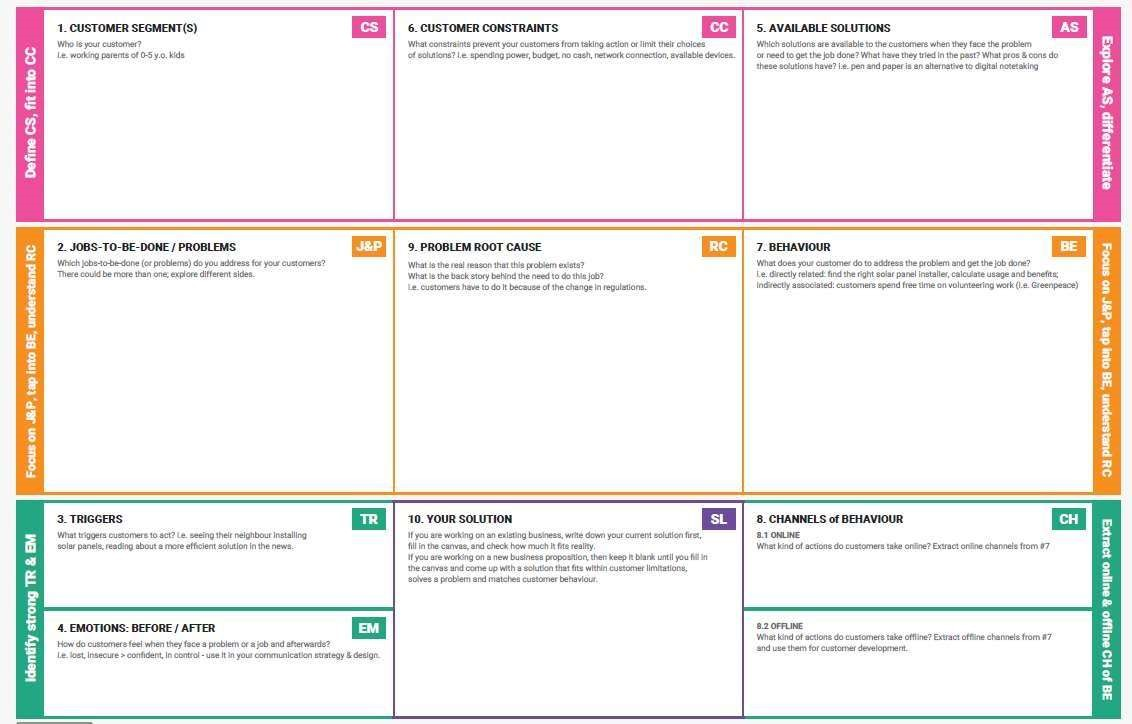 Define CS, fit into CC
1. CUSTOMER SEGMENT(S)
CS
Who is your customer?
i.e. working parents of 0-5 y.o. kids
6. CUSTOMER CONSTRAINTS
CC
What constraints prevent your customers from taking action or limit their choices
of solutions? i.e. spending power, budget, no cash, network connection, available devices.
5. AVAILABLE SOLUTIONS
AS
Which solutions are available to the customers when they face the problem
or need to get the job done? What have they tried in the past? What pros & cons do
these solutions have? i.e. pen and paper is an alternative to digital notetaking
Explore AS, differentiate
Focus on J&P, tap into BE, understand RC
2. JOBS-TO-BE-DONE / PROBLEMS
J&P
Which jobs-to-be-done (or problems) do you address for your customers?
There could be more than one; explore different sides.
9. PROBLEM ROOT CAUSE
RC
What is the real reason that this problem exists?
What is the back story behind the need to do this job?
i.e. customers have to do it because of the change in regulations.
7. BEHAVIOUR
BE
What does your customer do to address the problem and get the job done?
i.e. directly related: find the right solar panel installer, calculate usage and benefits;
indirectly associated: customers spend free time on volunteering work (i.e. Greenpeace)
Focus on J&P, tap into BE, understand RC
Identify strong TR & EM
3. TRIGGERS
TR
What triggers customers to act? i.e. seeing their neighbour installing
solar panels, reading about a more efficient solution in the news.
4. EMOTIONS: BEFORE / AFTER
EM
How do customers feel when they face a problem or a job and afterwards?
i.e. lost, insecure > confident, in control - use it in your communication strategy & design.
10. YOUR SOLUTION
SL
If you are working on an existing business, write down your current solution first,
fill in the canvas, and check how much it fits reality.
If you are working on a new business proposition, then keep it blank until you fill in
the canvas and come up with a solution that fits within customer limitations,
solves a problem and matches customer behaviour.
8. CHANNELS of BEHAVIOUR
CH
8.1 ONLINE
What kind of actions do customers take online? Extract online channels from #7
8.2 OFFLINE
What kind of actions do customers take offline? Extract offline channels from #7
and use them for customer development.
Extract online & offline CH of BE